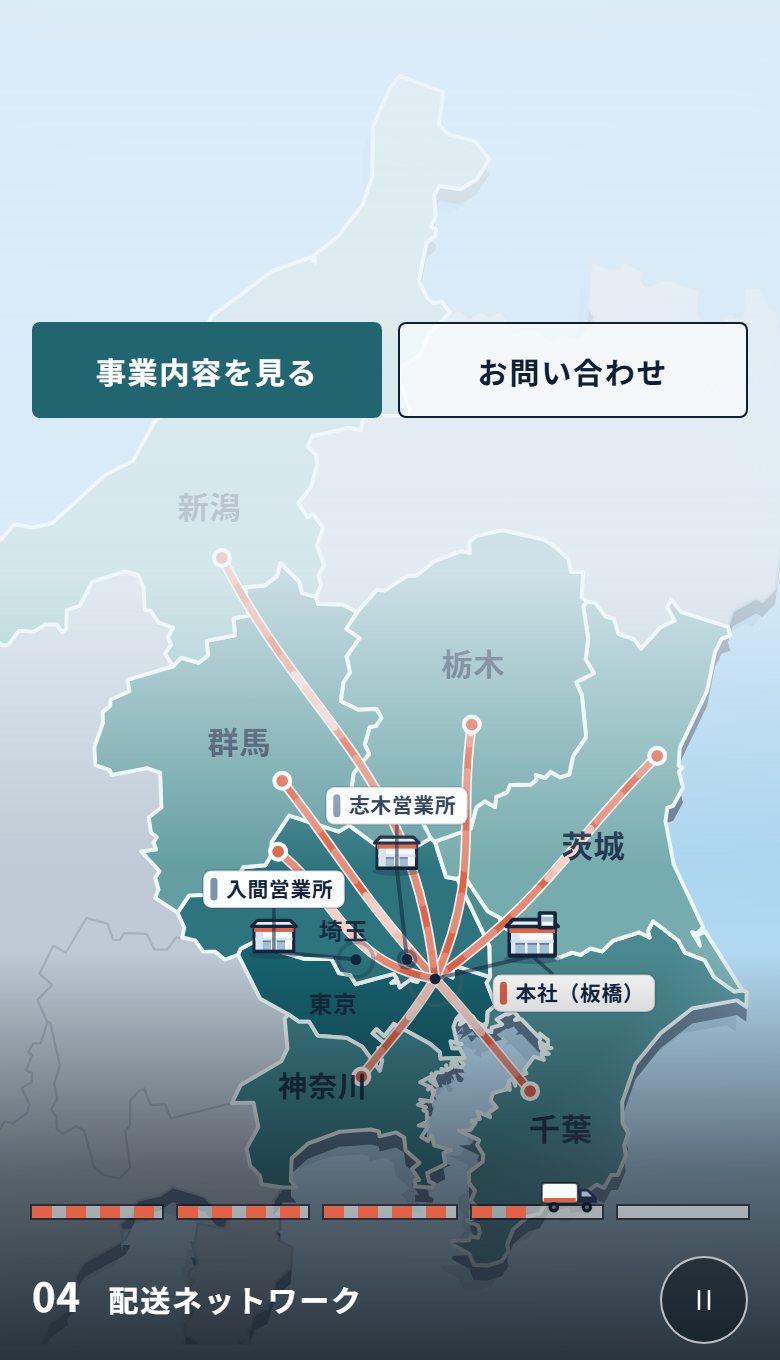 事業内容を見る
お問い合わせ
新潟
栃木
群馬
志木営業所
茨城
入間営業所
埼玉
本社（板橋）
東京
神奈川
千葉
04 配送ネットワーク